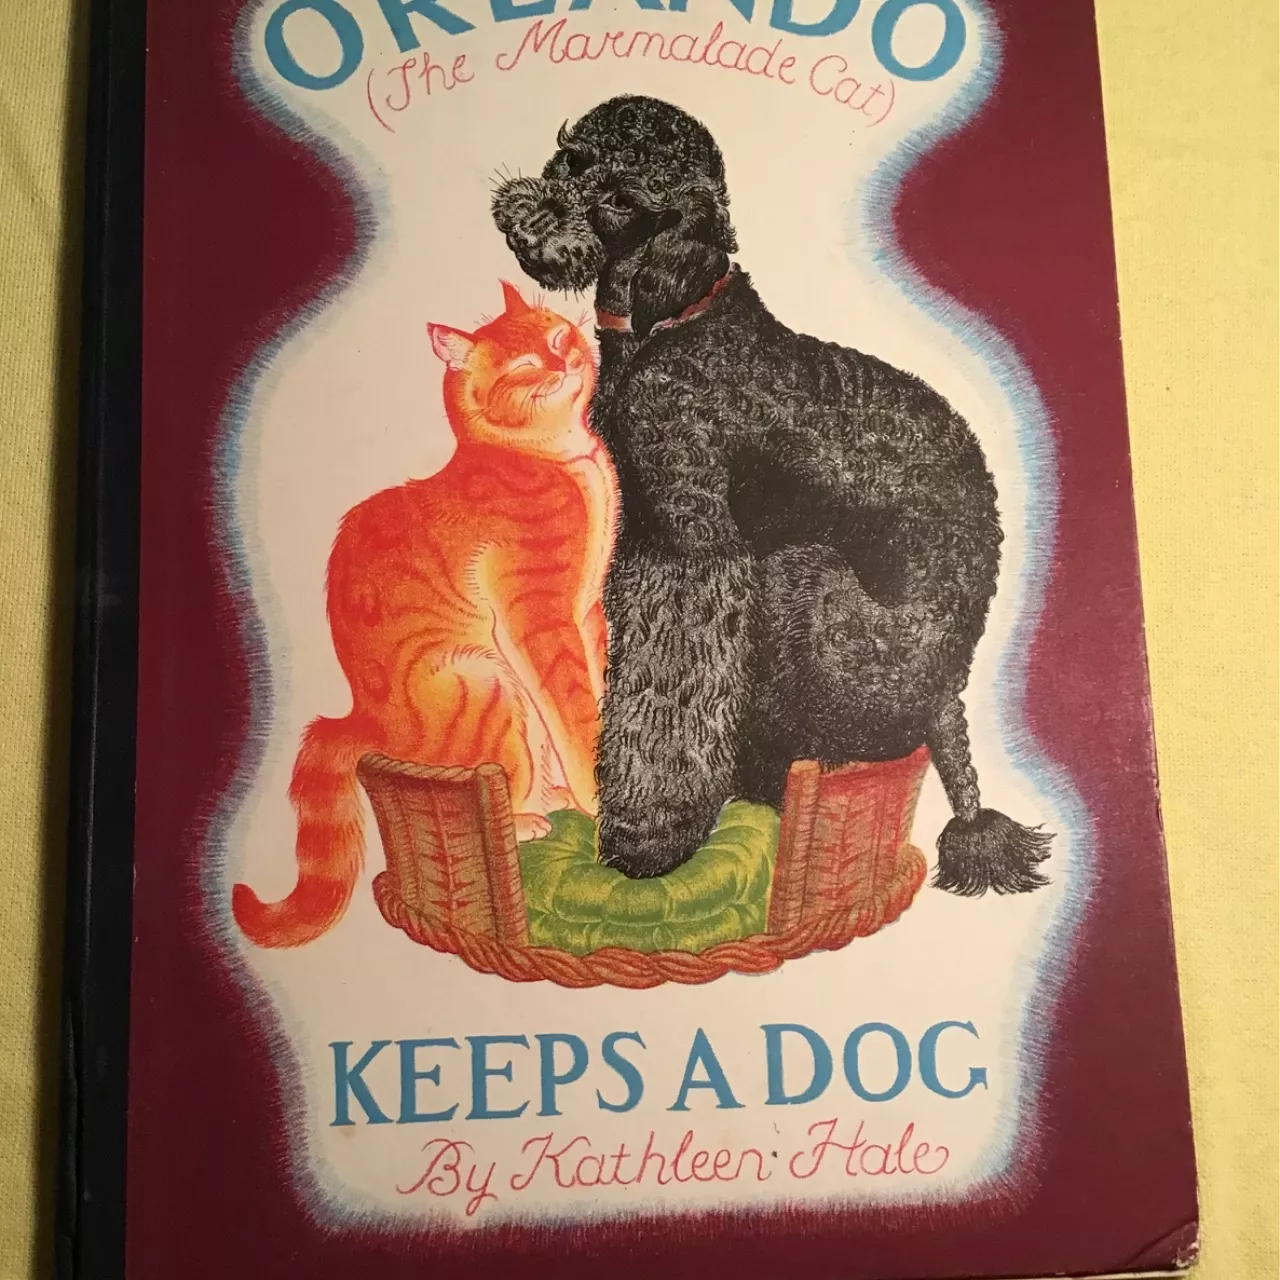 ORLANDO
(The Marmalade Cat)
KEEPS A DOG
By Kathleen Hale